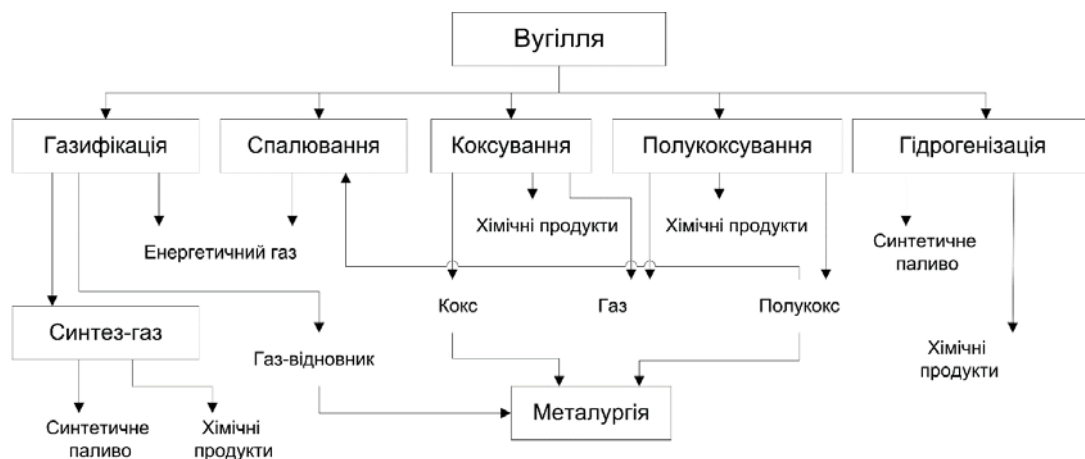 Вугілля
Газифікація
Спалювання
Коксування
Полукоксування
Гідрогенізація
Хімічні продукти
Хімічні продукти
Енергетичний газ
Синтетичне
паливо
Кокс
Газ
Полукокс
Синтез-газ
Газ-відновник
Хімічні
продукти
Металургія
Синтетичне
паливо
Хімічні
продукти